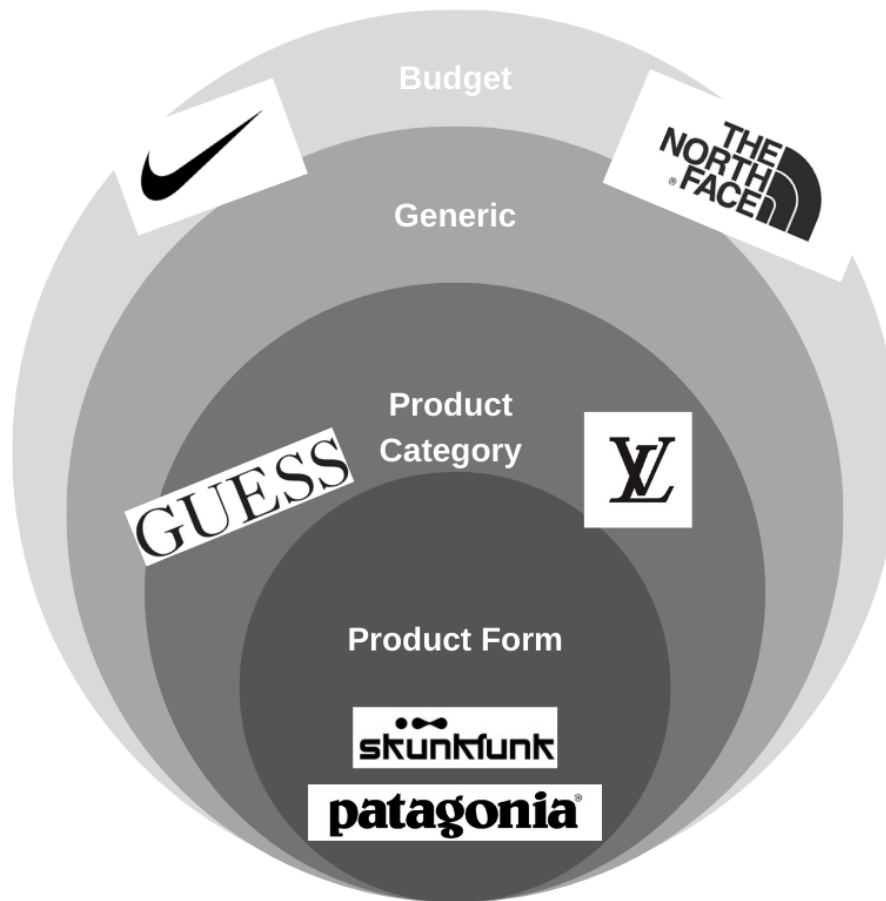 Budget
THE
NORTH
FACE
®
Generic
Product
Category
GUESS
LV
Product Form
skunkfunk
patagonia®